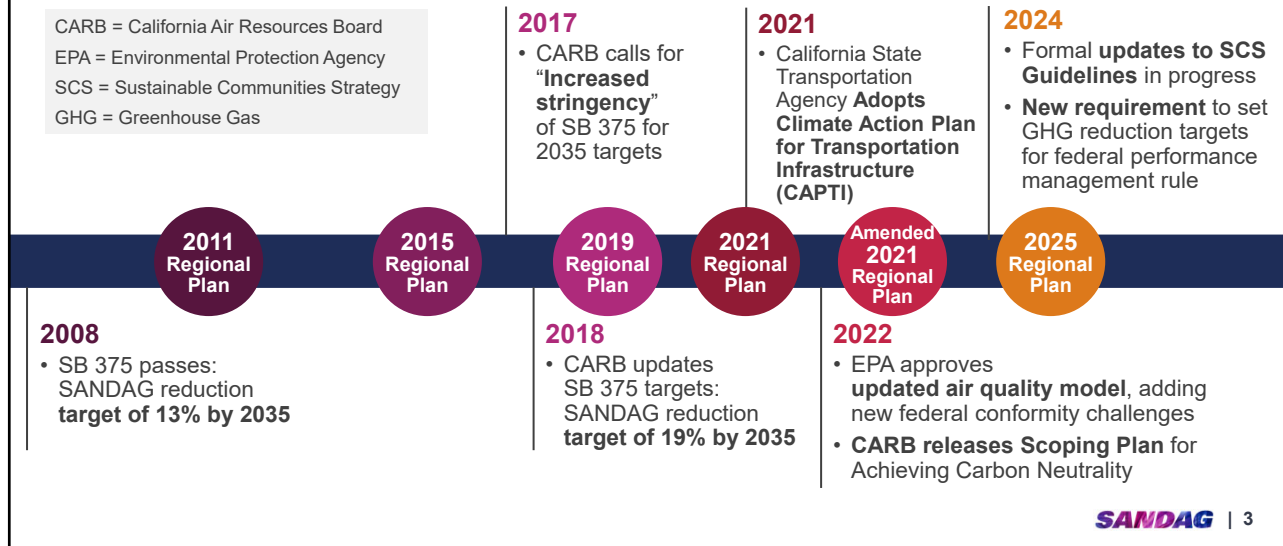 CARB = California Air Resources Board
EPA = Environmental Protection Agency
SCS = Sustainable Communities Strategy
GHG = Greenhouse Gas
2017
• CARB calls for
“Increased
stringency”
of SB 375 for
2035 targets
2021
• California State
Transportation
Agency Adopts
Climate Action Plan
for Transportation
Infrastructure
(CAPTI)
2024
• Formal updates to SCS
Guidelines in progress
• New requirement to set
GHG reduction targets
for federal performance
management rule
2011
Regional
Plan
2015
Regional
Plan
2019
Regional
Plan
2021
Regional
Plan
Amended
2021
Regional
Plan
2025
Regional
Plan
2008
• SB 375 passes:
SANDAG reduction
target of 13% by 2035
2018
• CARB updates
SB 375 targets:
SANDAG reduction
target of 19% by 2035
2022
• EPA approves
updated air quality model, adding
new federal conformity challenges
• CARB releases Scoping Plan for
Achieving Carbon Neutrality
SANDAG | 3